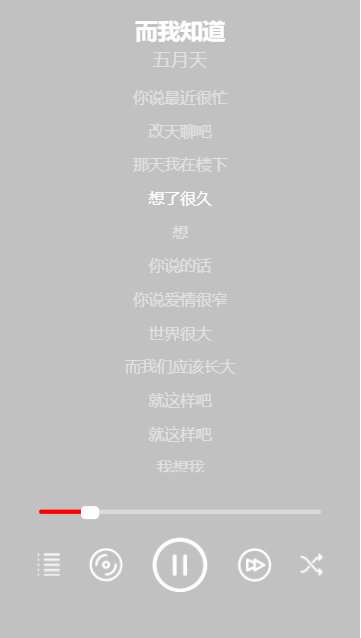 而我知道
五月天
你说最近很忙
改天聊吧
那天我在楼下
想了很久
想
你说的话
你说爱情很窄
世界很大
而我们应该长大
就这样吧
就这样吧
我想我